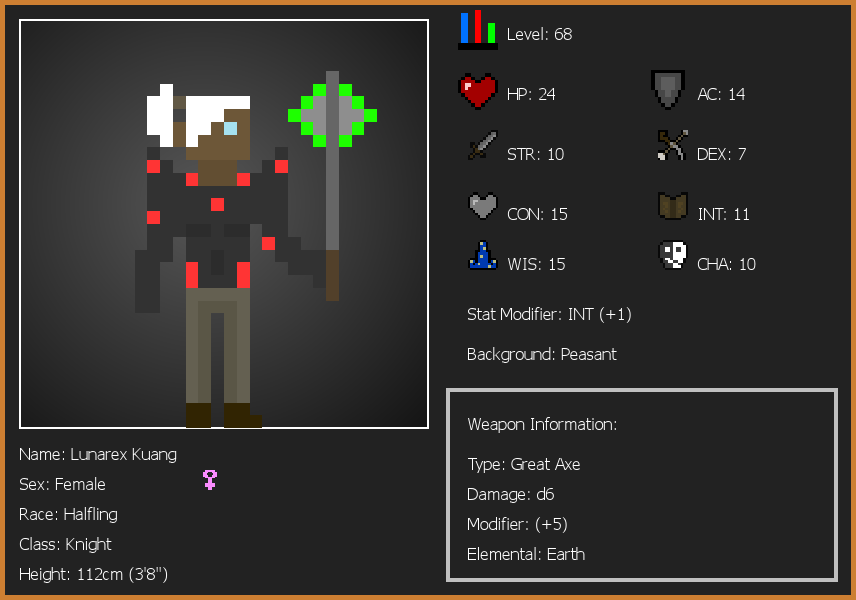 Level: 68
HP: 24
AC: 14
STR: 10
DEX: 7
CON: 15
INT: 11
WIS: 15
CHA: 10
Stat Modifier: INT (+1)
Background: Peasant
Weapon Information:
Type: Great Axe
Damage: d6
Modifier: (+5)
Elemental: Earth
Name: Lunarex Kuang
Sex: Female
Race: Halfling
Class: Knight
Height: 112cm (3'8")